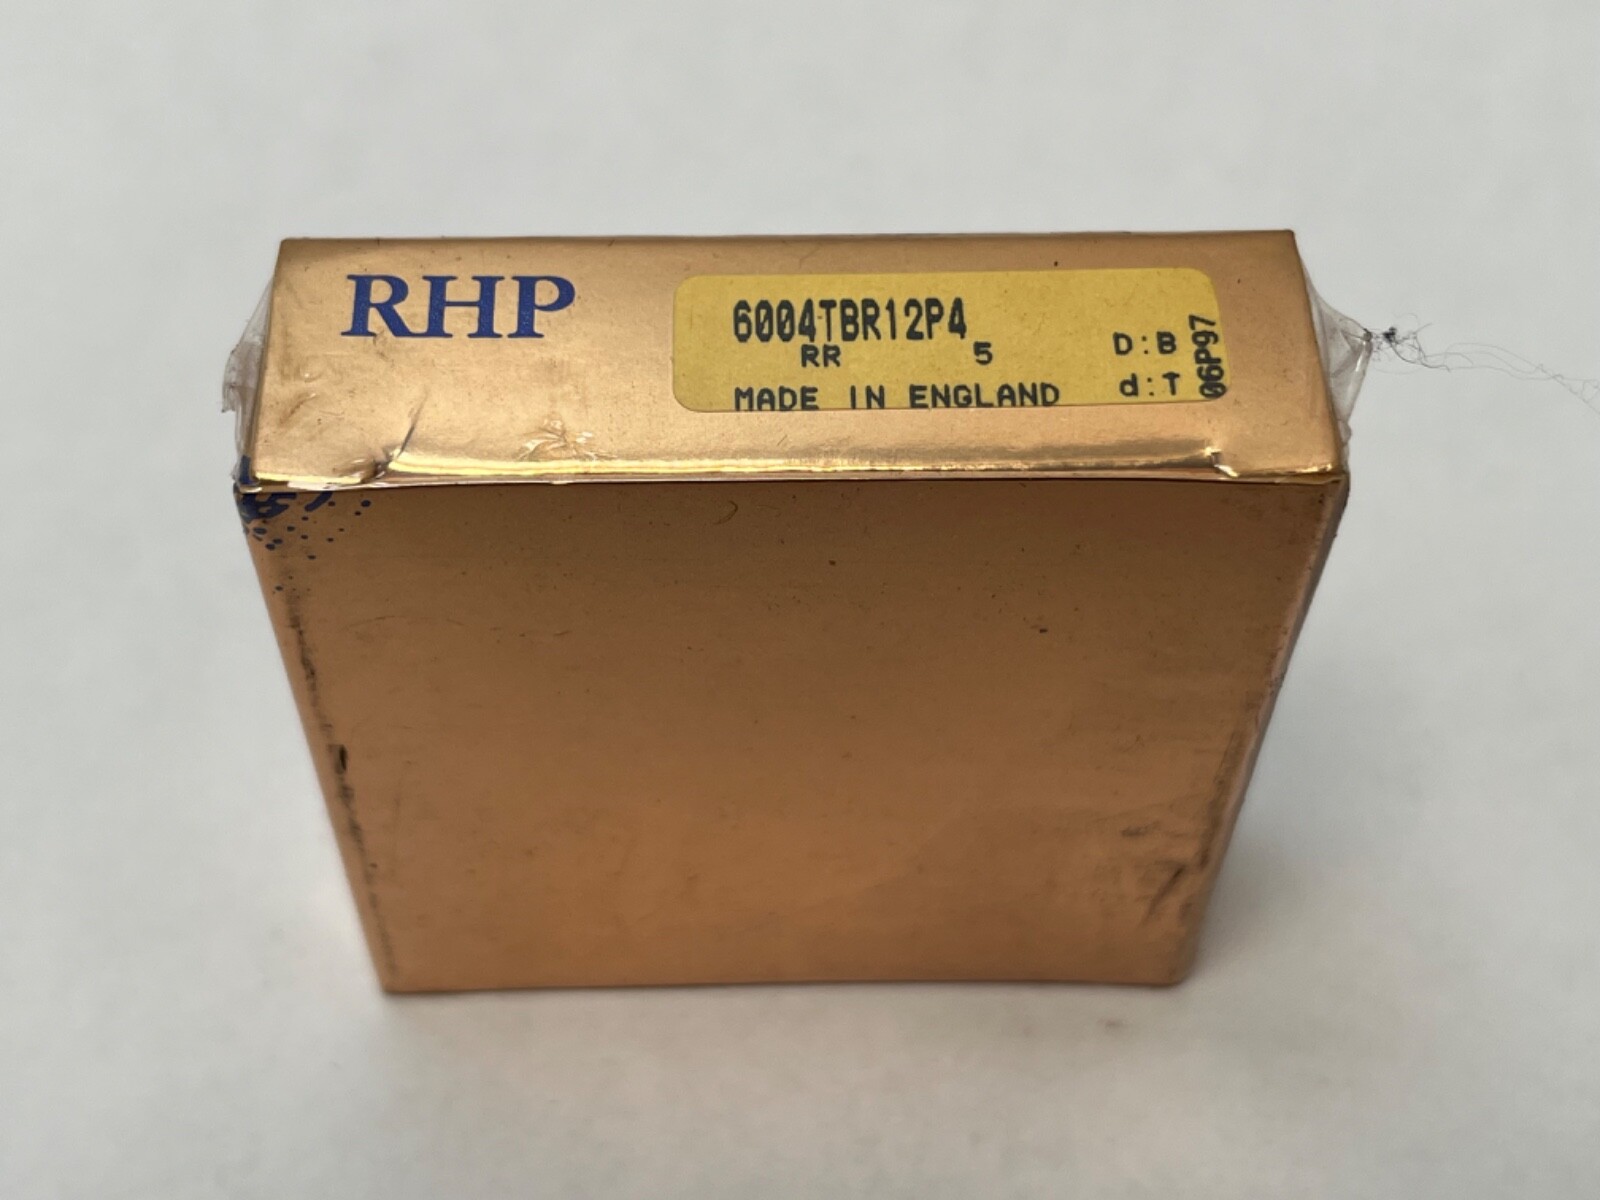 RHP
6004TBR12P4
RR 5
MADE IN ENGLAND
D:B
d:T
06P97